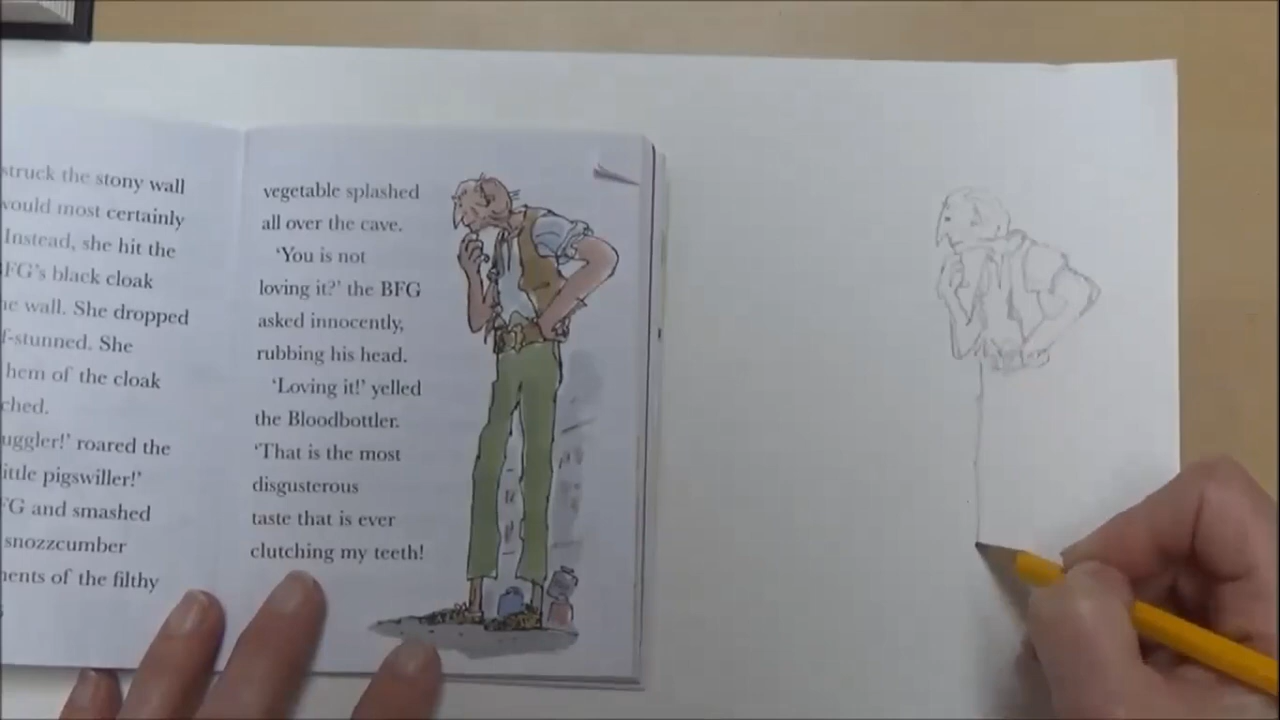 struck the stony wall
would most certainly
Instead, she hit the
BFG's black cloak
wall. She dropped
f-stunned. She
hem of the cloak
ched.
uggler!' roared the
ittle pigswiller!'
FG and smashed
snozzcumber
ents of the filthy
vegetable splashed
all over the cave.
'You is not
loving it?' the BFG
asked innocently,
rubbing his head.
'Loving it!' yelled
the Bloodbottler.
'That is the most
disgusterous
taste that is ever
clutching my teeth!